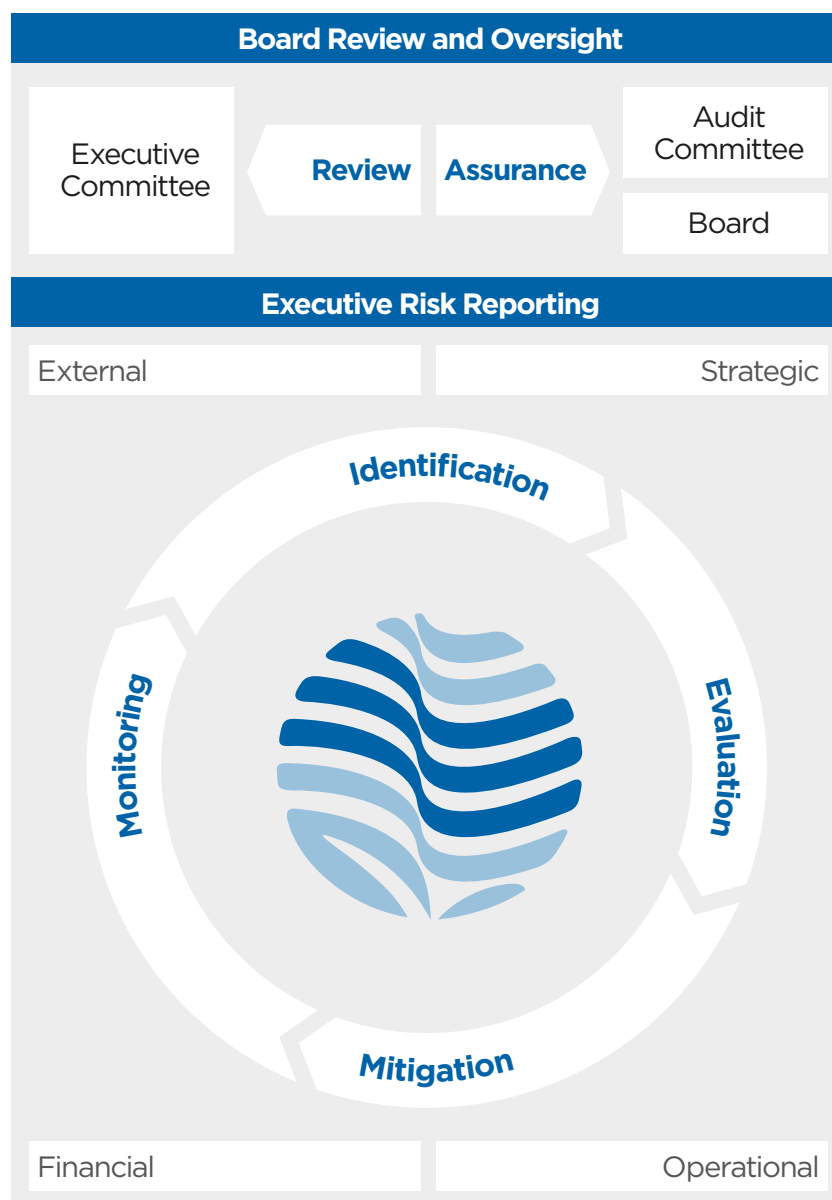 Board Review and Oversight
Executive
Committee
Review
Assurance
Audit
Committee
Board
Executive Risk Reporting
External
Strategic
Identification
Evaluation
Mitigation
Monitoring
Financial
Operational